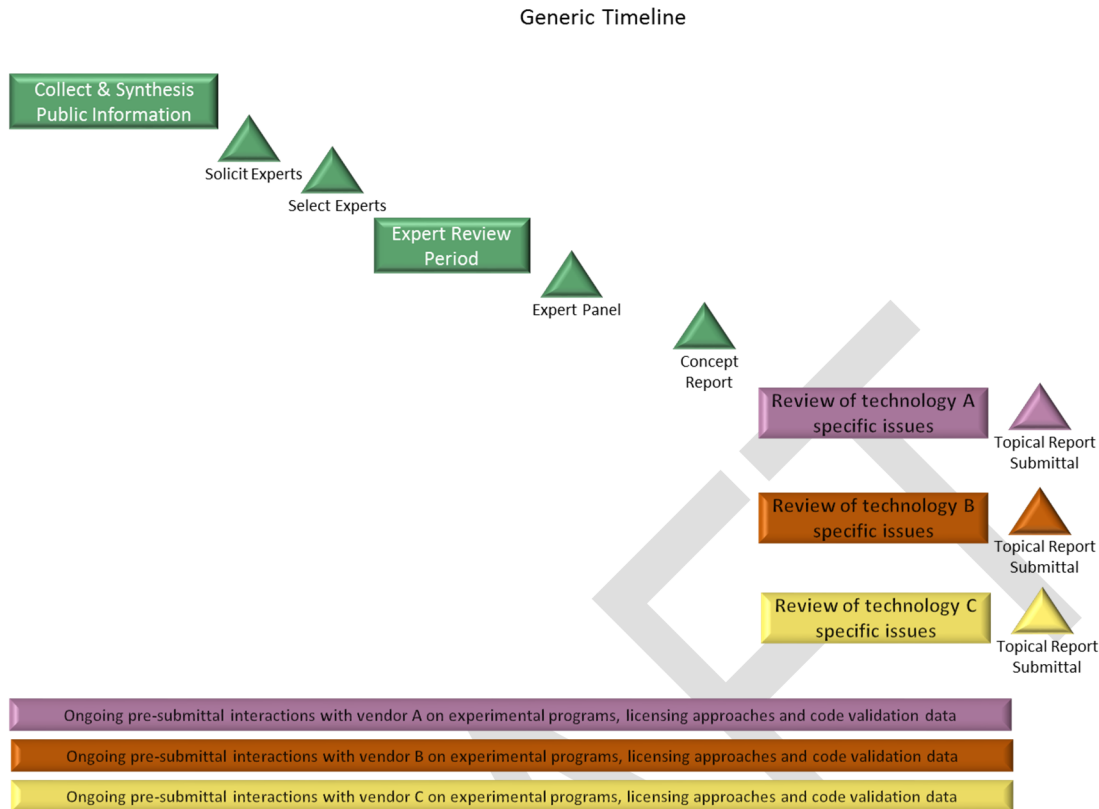 Generic Timeline
Collect & Synthesis
Public Information
Solicit Experts
Select Experts
Expert Review
Period
Expert Panel
Concept
Report
Review of technology A
specific issues
Topical Report
Submittal
Review of technology B
specific issues
Topical Report
Submittal
Review of technology C
specific issues
Topical Report
Submittal
Ongoing pre-submittal interactions with vendor A on experimental programs, licensing approaches and code validation data
Ongoing pre-submittal interactions with vendor B on experimental programs, licensing approaches and code validation data
Ongoing pre-submittal interactions with vendor C on experimental programs, licensing approaches and code validation data